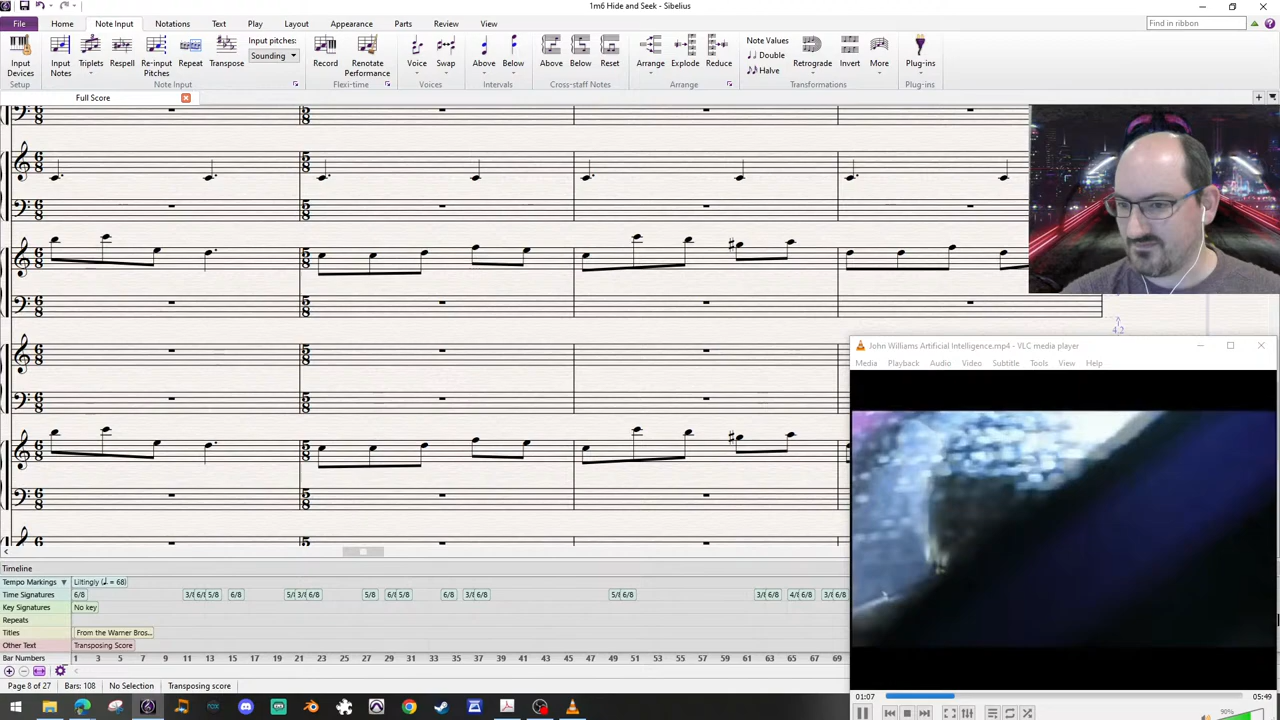 1m6 Hide and Seek - Sibelius
File Home Note Input Notations Text Play Layout Appearance Parts Review View
Find in ribbon
Input Devices
Input Notes
Triplets
Respell
Re-input Pitches
Repeat
Transpose
Input pitches:
Sounding
Record
Renotate Performance
Voice
Swap
Above
Below
Above
Below
Reset
Arrange
Explode
Reduce
Note Values
Double
Halve
Retrograde
Invert
More
Plug-ins
Setup Note Input Flexi-time Voices Intervals Cross-staff Notes Arrange Transformations Plug-ins
Full Score
John Williams Artificial Intelligence.mp4 - VLC media player
Media Playback Audio Video Subtitle Tools View Help
Timeline
Tempo Markings Liltingly (♩. = 68)
Time Signatures 6/8 3/8 6/8 5/8 6/8 5/8 6/8 5/8 6/8 5/8 6/8 3/8 6/8 5/8 6/8 3/8 6/8 4/8 6/8 3/8
Key Signatures No key
Repeats
Titles From the Warner Bros...
Other Text Transposing Score
Bar Numbers 1 3 5 7 9 11 13 15 17 19 21 23 25 27 29 31 33 35 37 39 41 43 45 47 49 51 53 55 57 59 61 63 65 67 69
Page 8 of 27 Bars: 108 No Selection Transposing score
01:07 05:49
90%